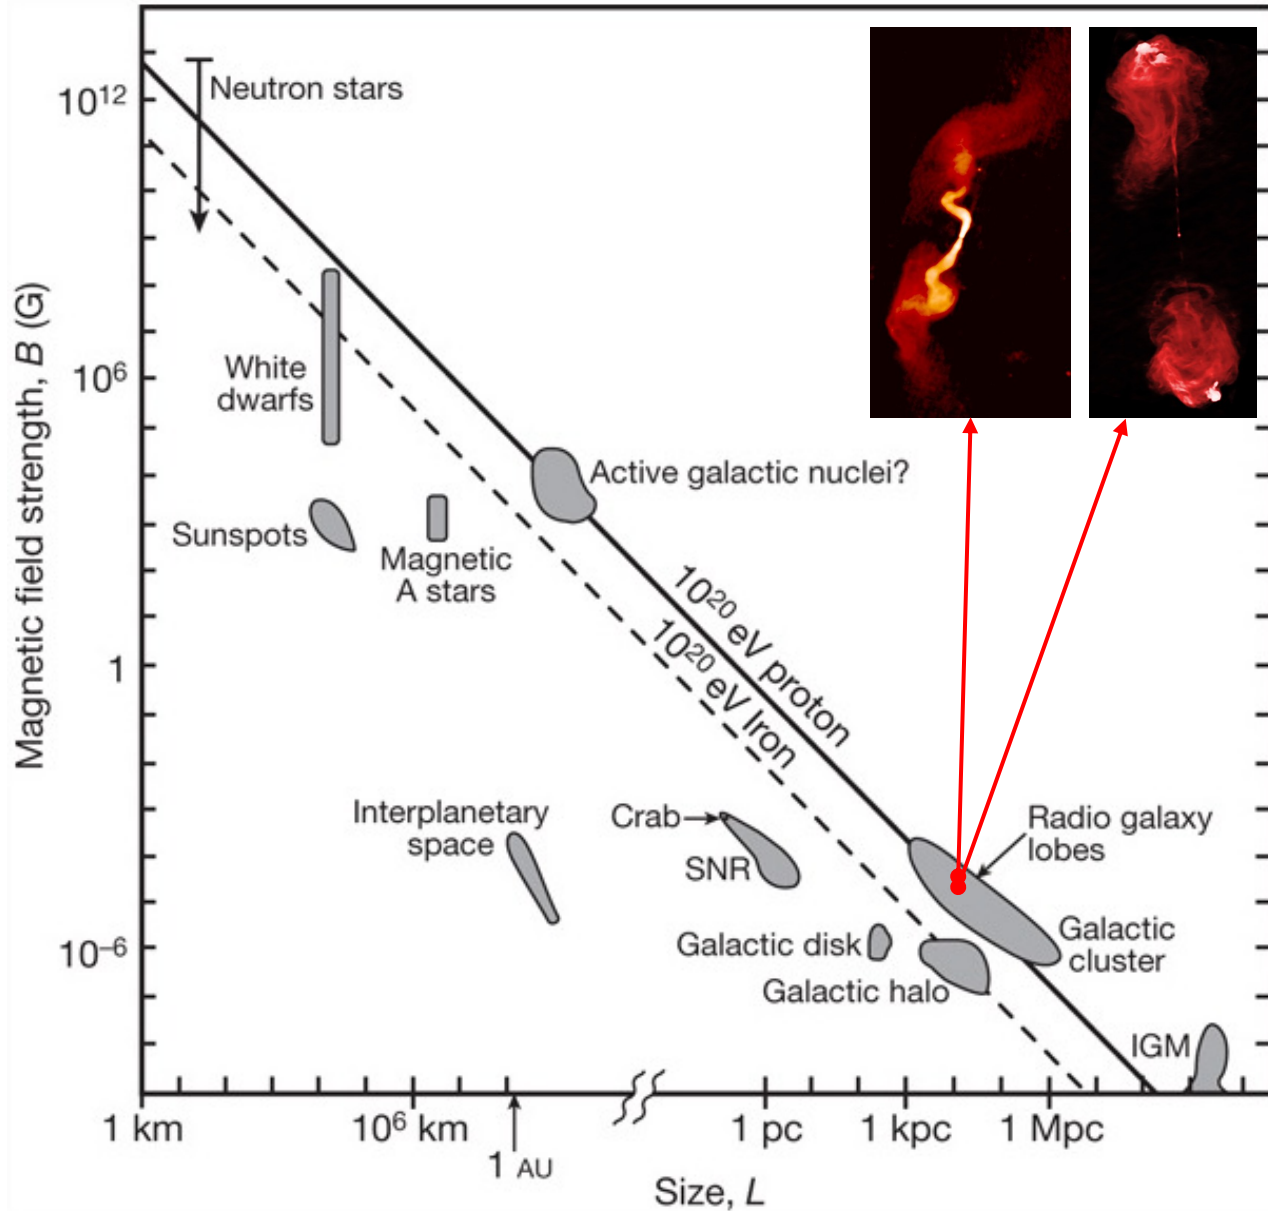 Magnetic field strength, B (G)
10¹²
10⁶
1
10⁻⁶
Neutron stars
White
dwarfs
Sunspots
Magnetic
A stars
Active galactic nuclei?
10²⁰ eV proton
10²⁰ eV Iron
Interplanetary
space
Crab
SNR
Radio galaxy
lobes
Galactic disk
Galactic
cluster
Galactic halo
IGM
1 km
10⁶ km
1 AU
1 pc
1 kpc
1 Mpc
Size, L